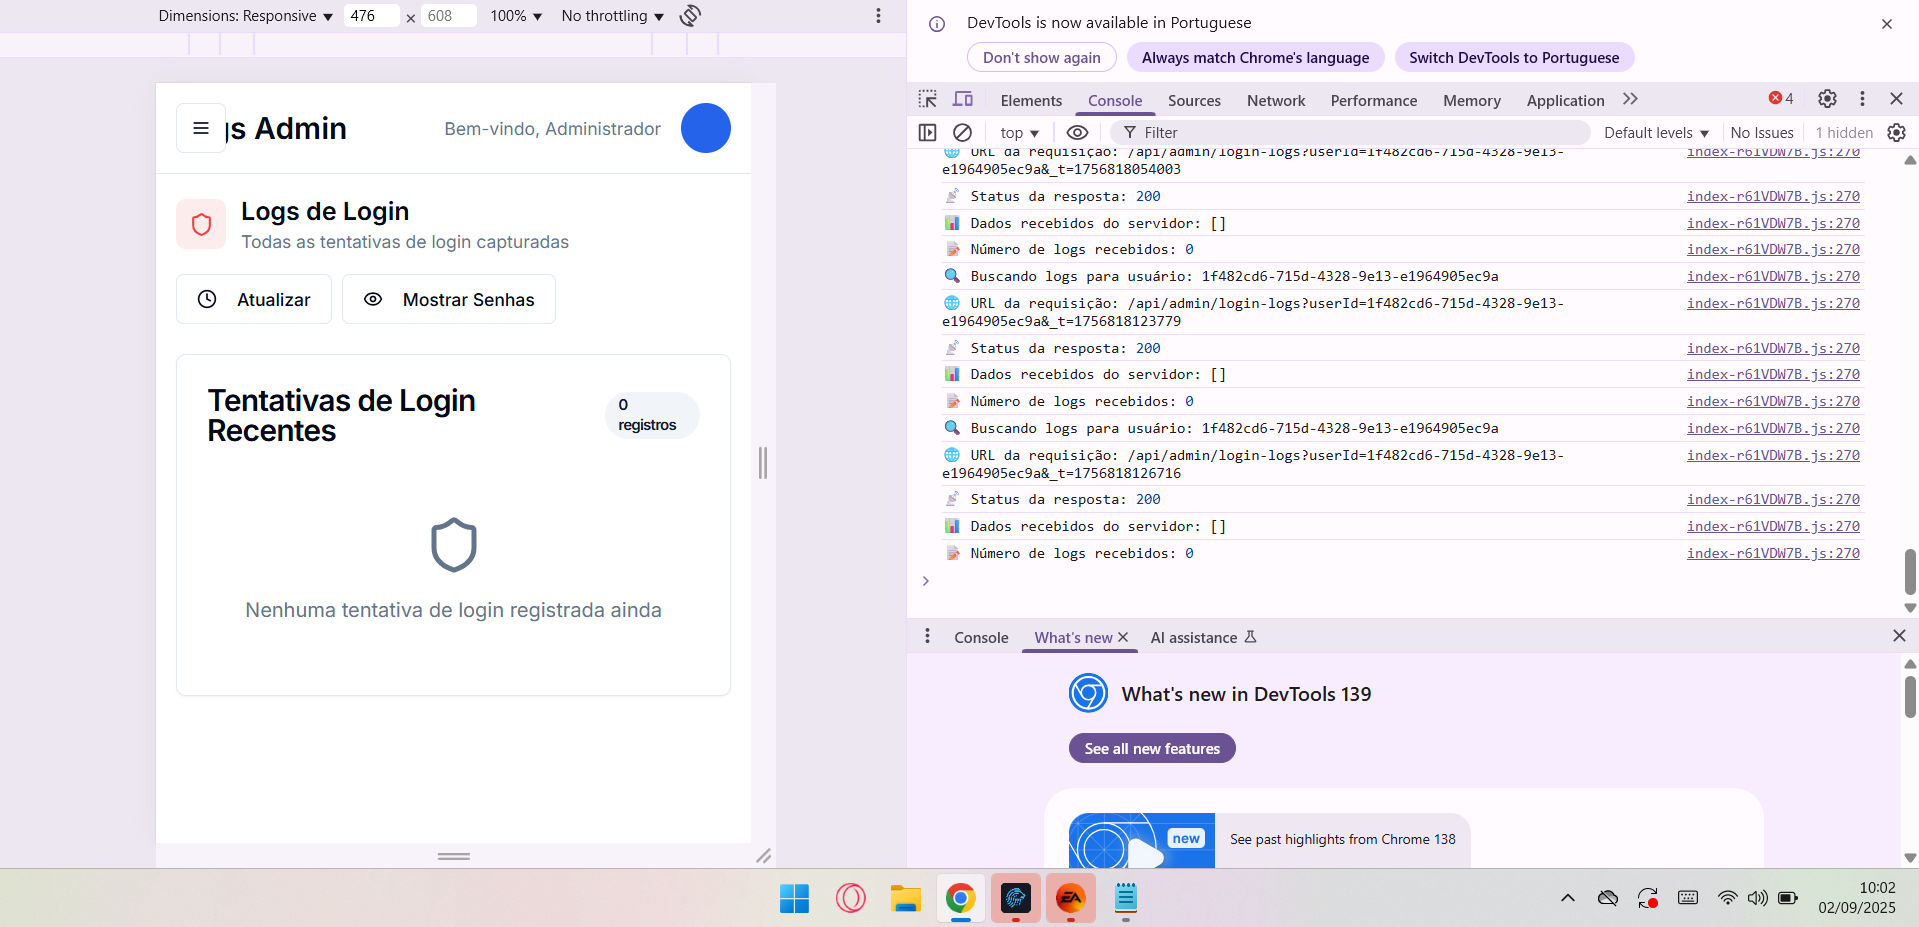 Dimensions: Responsive ▼ 476 × 608 100% ▼ No throttling ▼
gs Admin
Bem-vindo, Administrador
Logs de Login
Todas as tentativas de login capturadas
Atualizar
Mostrar Senhas
Tentativas de Login
Recentes
0
registros
Nenhuma tentativa de login registrada ainda
DevTools is now available in Portuguese
Don't show again
Always match Chrome's language
Switch DevTools to Portuguese
Elements Console Sources Network Performance Memory Application 4
top ▼ Filter Default levels ▼ No Issues 1 hidden
URL da requisição: /api/admin/login-logs?userId=1f482cd6-715d-4328-9e13- index-r61VDW7B.js:270
e1964905ec9a&_t=1756818054003
Status da resposta: 200 index-r61VDW7B.js:270
Dados recebidos do servidor: [] index-r61VDW7B.js:270
Número de logs recebidos: 0 index-r61VDW7B.js:270
Buscando logs para usuário: 1f482cd6-715d-4328-9e13-e1964905ec9a index-r61VDW7B.js:270
URL da requisição: /api/admin/login-logs?userId=1f482cd6-715d-4328-9e13- index-r61VDW7B.js:270
e1964905ec9a&_t=1756818123779
Status da resposta: 200 index-r61VDW7B.js:270
Dados recebidos do servidor: [] index-r61VDW7B.js:270
Número de logs recebidos: 0 index-r61VDW7B.js:270
Buscando logs para usuário: 1f482cd6-715d-4328-9e13-e1964905ec9a index-r61VDW7B.js:270
URL da requisição: /api/admin/login-logs?userId=1f482cd6-715d-4328-9e13- index-r61VDW7B.js:270
e1964905ec9a&_t=1756818126716
Status da resposta: 200 index-r61VDW7B.js:270
Dados recebidos do servidor: [] index-r61VDW7B.js:270
Número de logs recebidos: 0 index-r61VDW7B.js:270
Console What's new AI assistance
What's new in DevTools 139
See all new features
new
See past highlights from Chrome 138
EA
10:02
02/09/2025